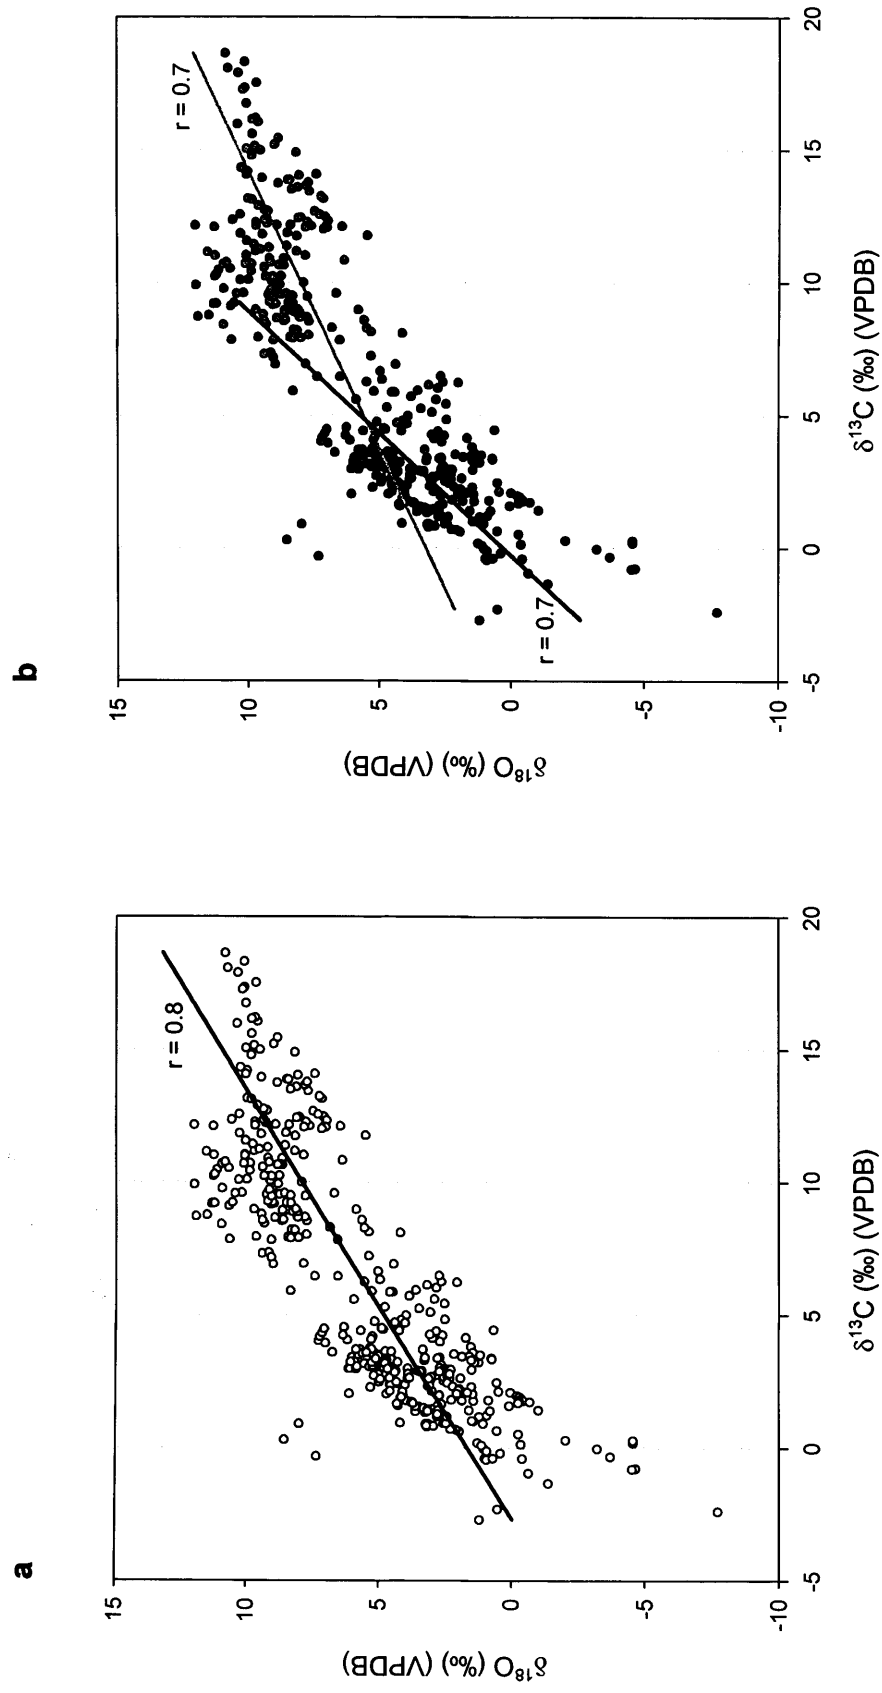 a
15
10
5
0
-5
-10
δ18O (‰) (VPDB)
r = 0.8
-5
0
5
10
15
20
δ13C (‰) (VPDB)
b
15
10
5
0
-5
-10
δ18O (‰) (VPDB)
r = 0.7
r = 0.7
-5
0
5
10
15
20
δ13C (‰) (VPDB)